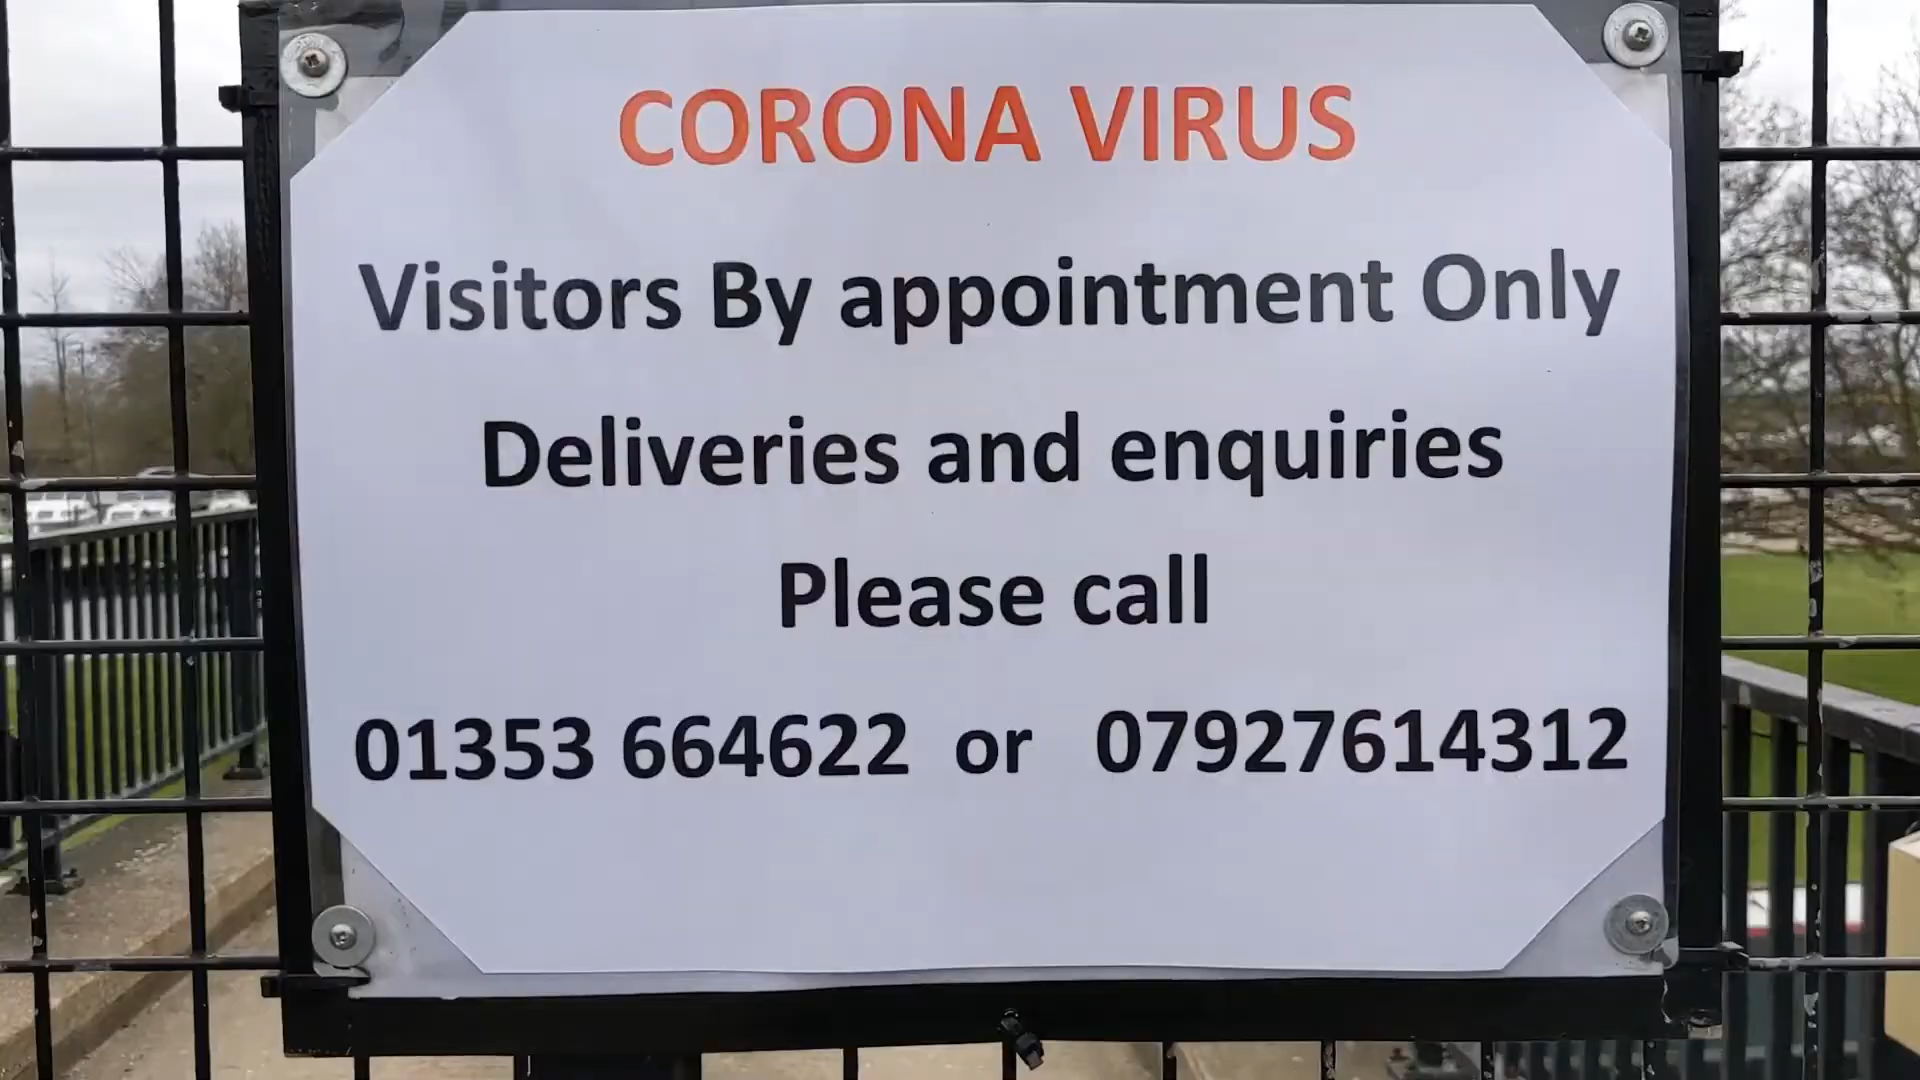 CORONA VIRUS
Visitors By appointment Only
Deliveries and enquiries
Please call
01353 664622 or 07927614312